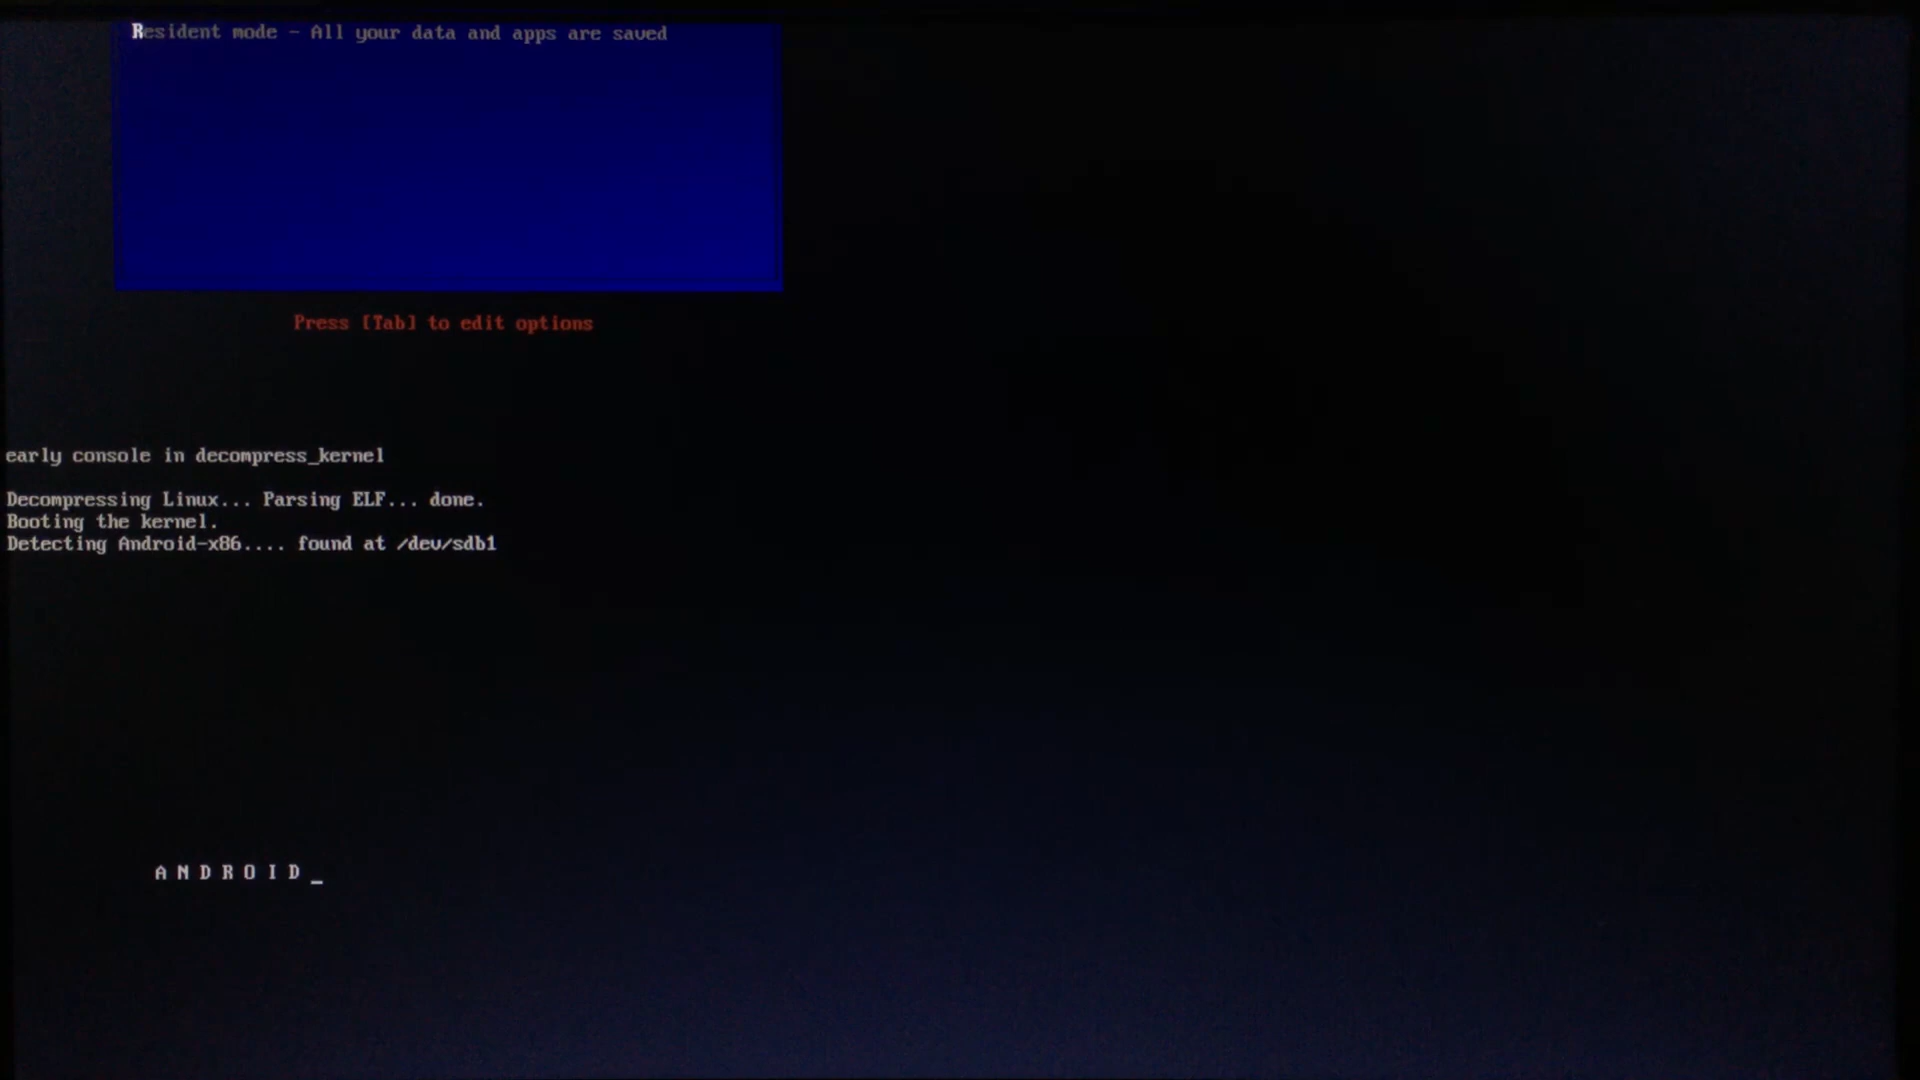 Resident mode - All your data and apps are saved
Press [Tab] to edit options
early console in decompress_kernel
Decompressing Linux... Parsing ELF... done.
Booting the kernel.
Detecting Android-x86.... found at /dev/sdb1
A N D R O I D _